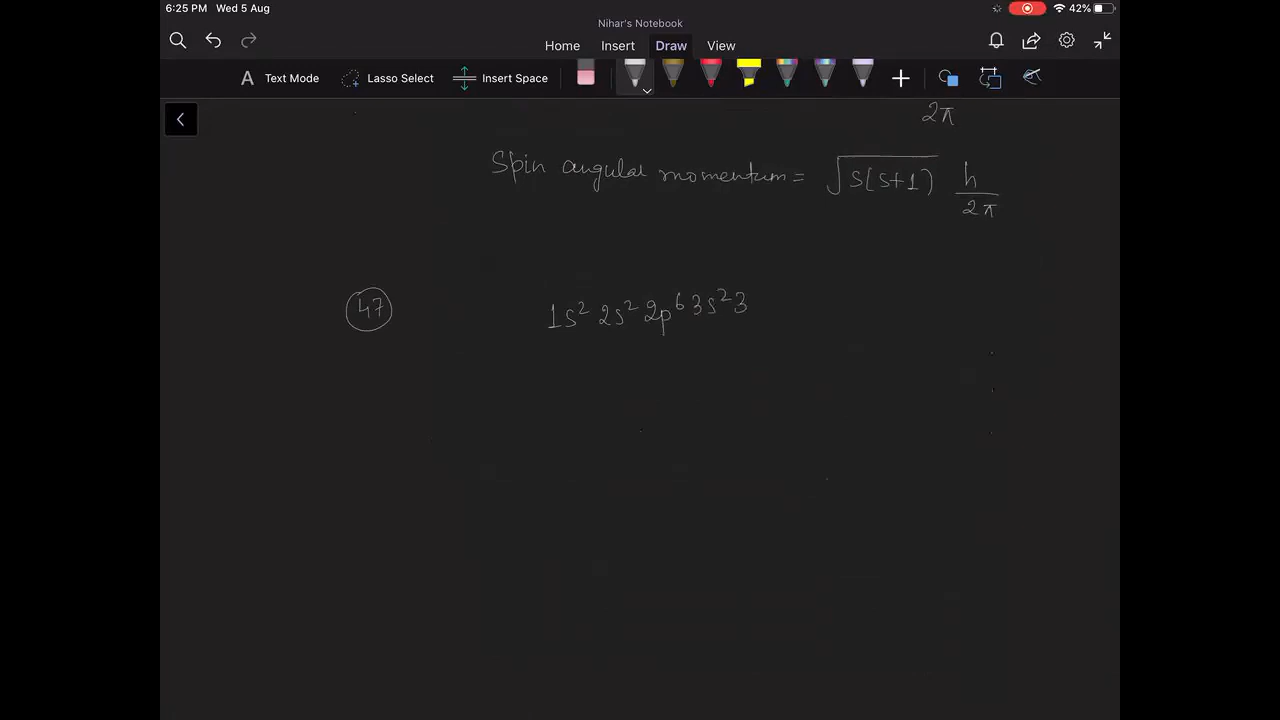 6:25 PM Wed 5 Aug
42%
Nihar's Notebook
Home Insert Draw View
Text Mode Lasso Select Insert Space
2π
Spin angular momentum = √s(s+1) h/2π
47 1s² 2s² 2p⁶ 3s² 3